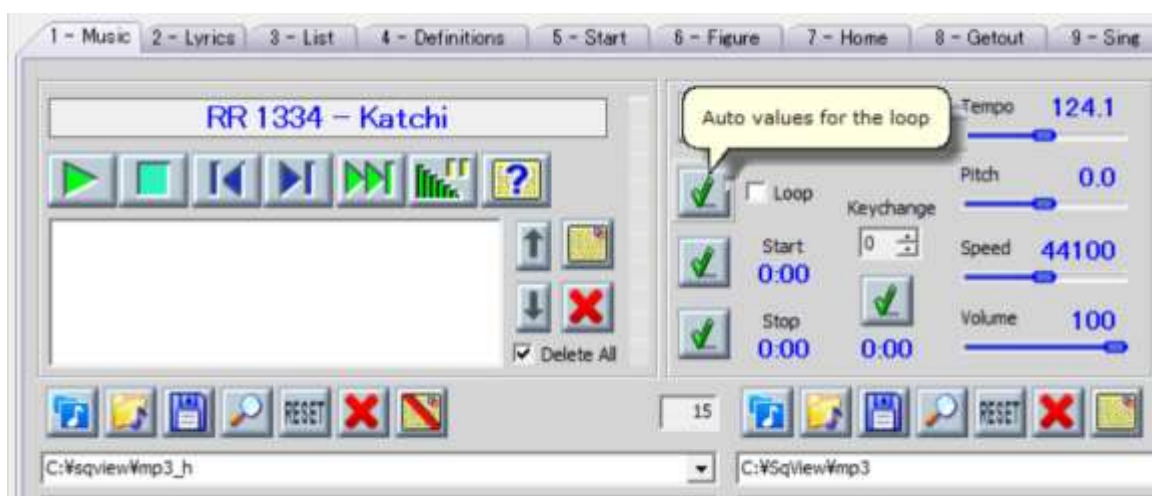 1 - Music 2 - Lyrics 3 - List 4 - Definitions 5 - Start 6 - Figure 7 - Home 8 - Getout 9 - Sing
RR 1334 - Katchi
Auto values for the loop
Tempo 124.1
Pitch 0.0
Loop
Keychange
0
Start
0:00
Speed 44100
Stop
0:00
0:00
Volume 100
?
Delete All
RESET
15
RESET
C:¥sqview¥mp3_h
C:¥SqView¥mp3